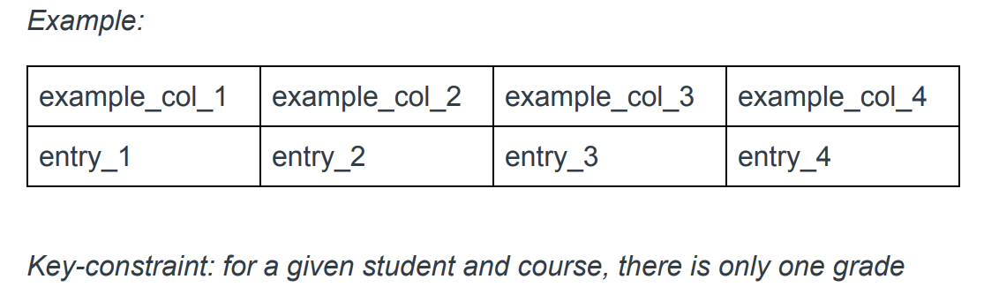 Example:
example_col_1 example_col_2 example_col_3 example_col_4
entry_1 entry_2 entry_3 entry_4
Key-constraint: for a given student and course, there is only one grade